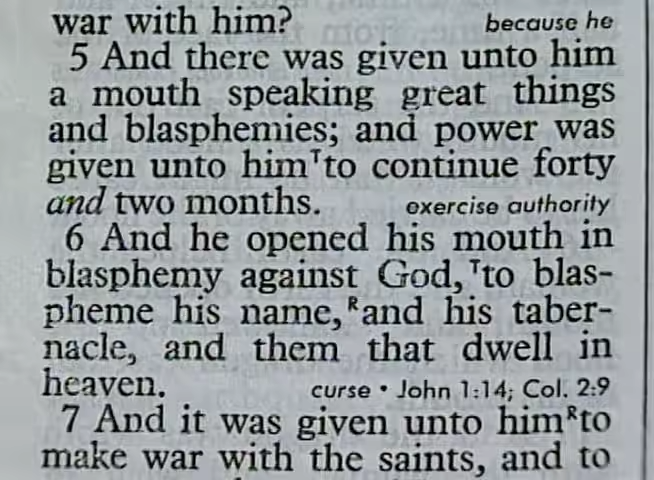 war with him? because he
5 And there was given unto him
a mouth speaking great things
and blasphemies; and power was
given unto himᵀto continue forty
and two months. exercise authority
6 And he opened his mouth in
blasphemy against God,ᵀto blas-
pheme his name,ᴿand his taber-
nacle, and them that dwell in
heaven. curse • John 1:14; Col. 2:9
7 And it was given unto himᴿto
make war with the saints, and to